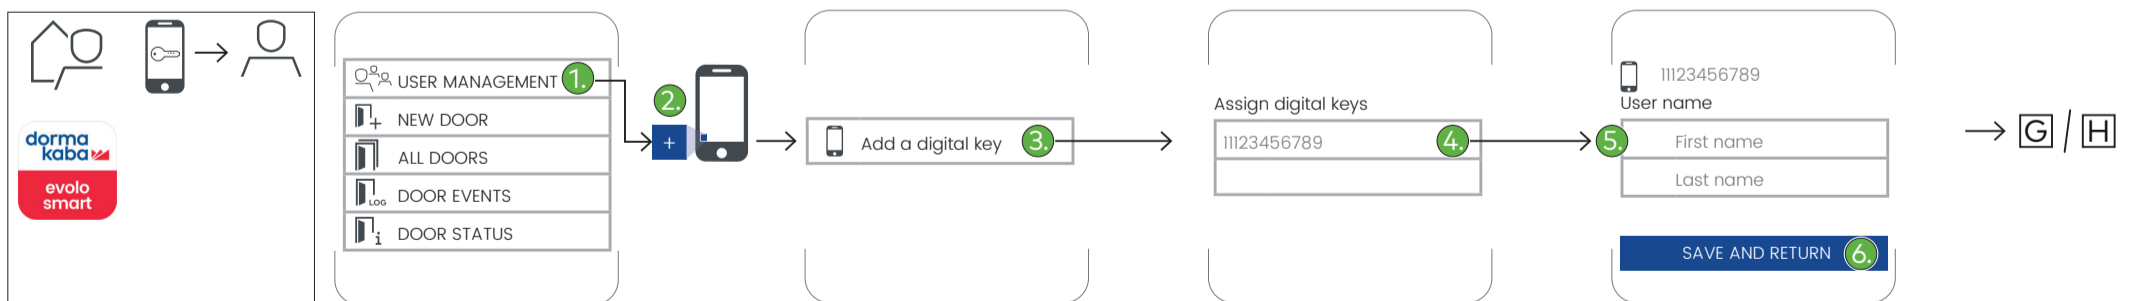 dorma
kaba
evolo
smart
USER MANAGEMENT 1.
NEW DOOR
ALL DOORS
LOG DOOR EVENTS
i DOOR STATUS
2.
+
Add a digital key 3.
Assign digital keys
11123456789 4.
11123456789
User name
5. First name
Last name
SAVE AND RETURN 6.
G / H